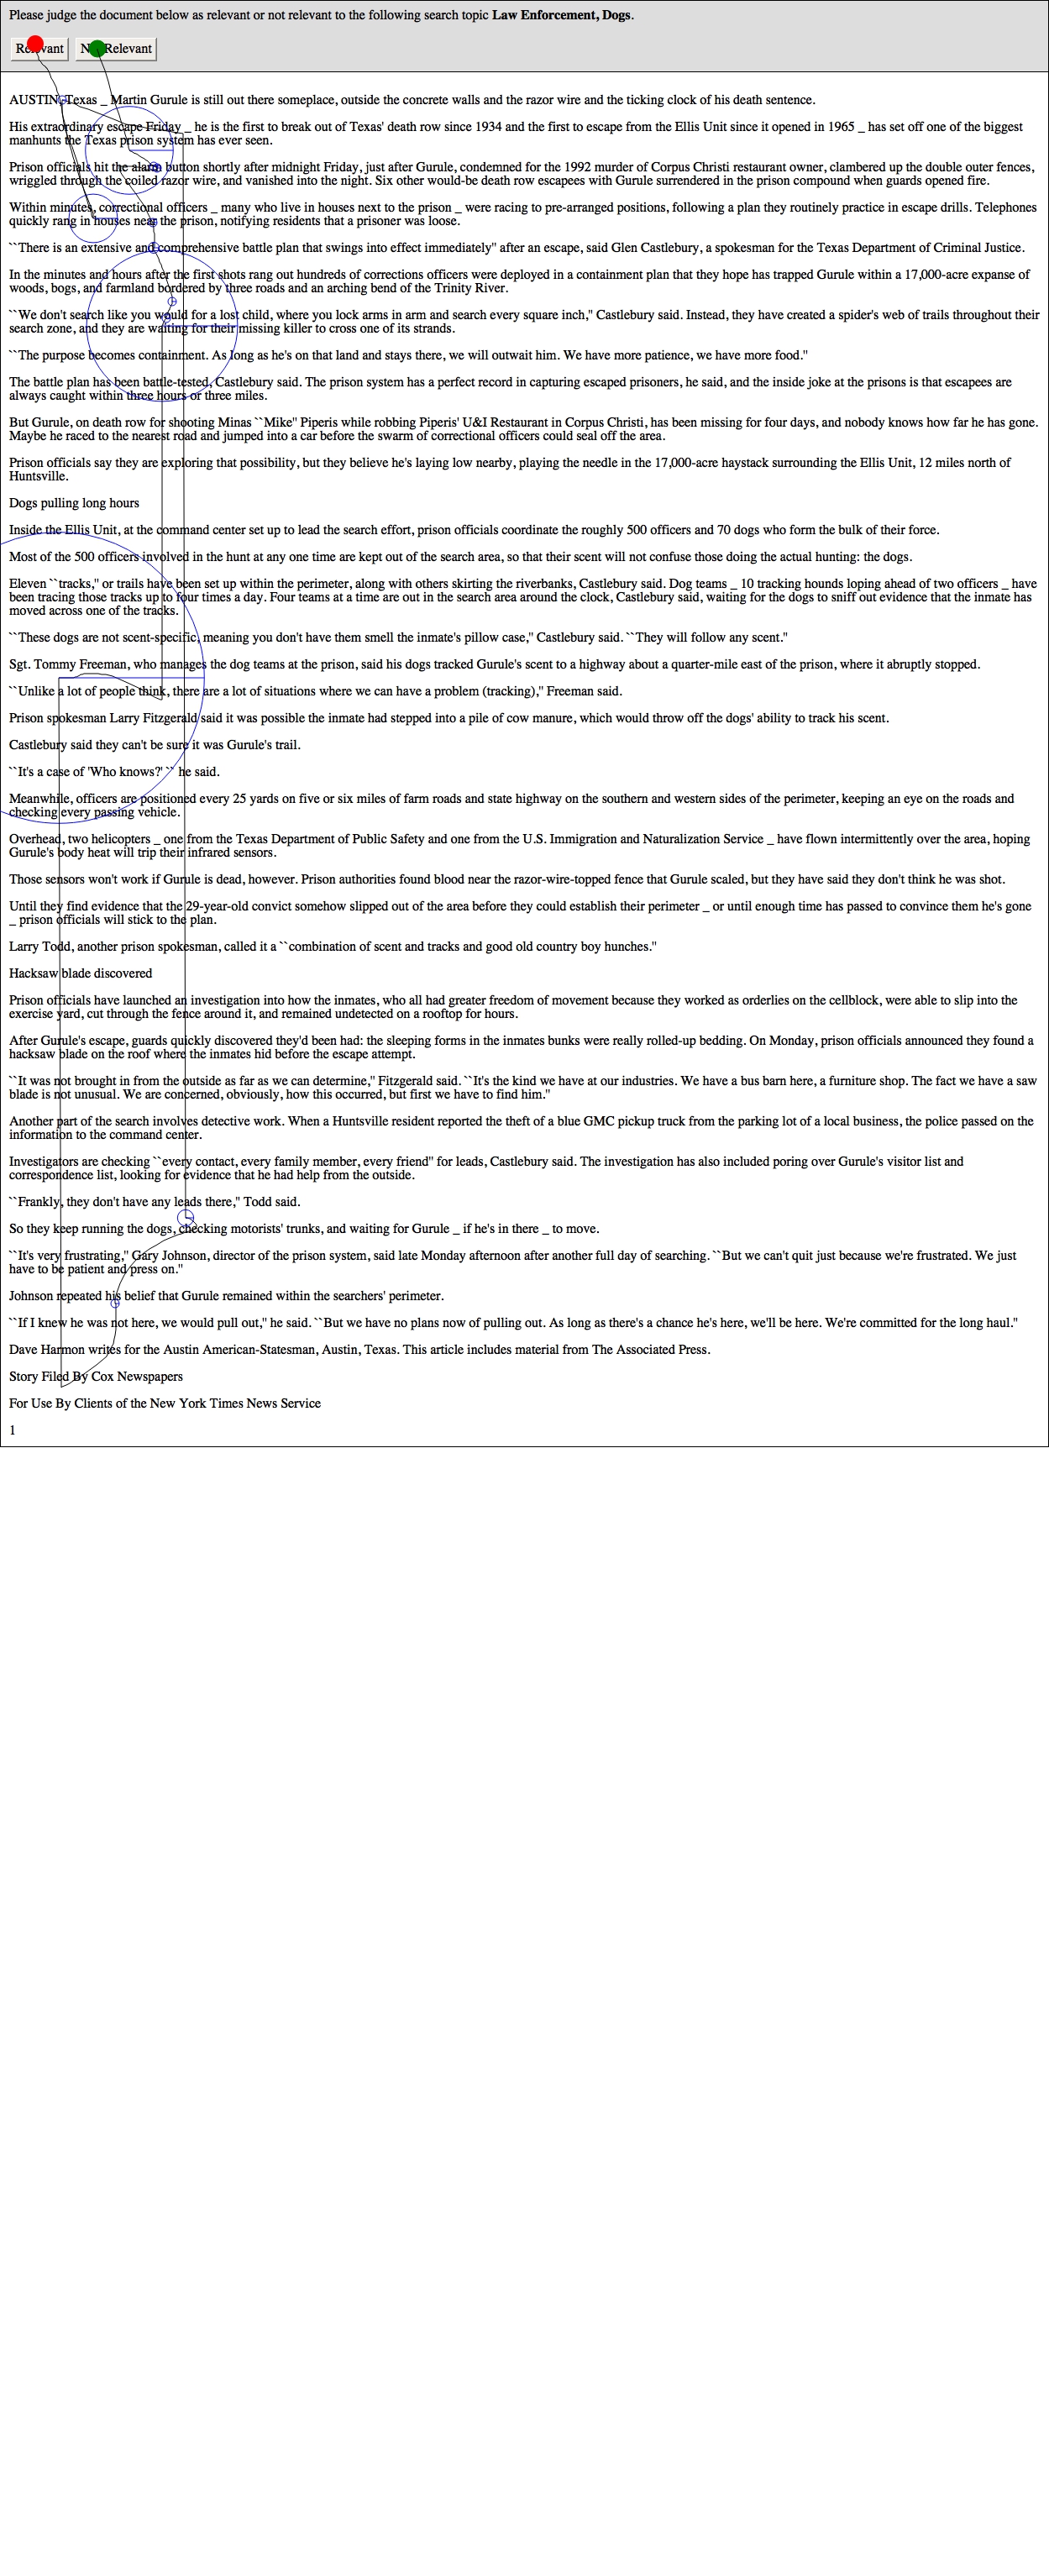 Please judge the document below as relevant or not relevant to the following search topic Law Enforcement, Dogs.
Relevant Not Relevant
AUSTIN, Texas _ Martin Gurule is still out there someplace, outside the concrete walls and the razor wire and the ticking clock of his death sentence.
His extraordinary escape Friday _ he is the first to break out of Texas' death row since 1934 and the first to escape from the Ellis Unit since it opened in 1965 _ has set off one of the biggest
manhunts the Texas prison system has ever seen.
Prison officials hit the alarm button shortly after midnight Friday, just after Gurule, condemned for the 1992 murder of Corpus Christi restaurant owner, clambered up the double outer fences,
wriggled through the coiled razor wire, and vanished into the night. Six other would-be death row escapees with Gurule surrendered in the prison compound when guards opened fire.
Within minutes, correctional officers _ many who live in houses next to the prison _ were racing to pre-arranged positions, following a plan they routinely practice in escape drills. Telephones
quickly rang in houses near the prison, notifying residents that a prisoner was loose.
``There is an extensive and comprehensive battle plan that swings into effect immediately'' after an escape, said Glen Castlebury, a spokesman for the Texas Department of Criminal Justice.
In the minutes and hours after the first shots rang out hundreds of corrections officers were deployed in a containment plan that they hope has trapped Gurule within a 17,000-acre expanse of
woods, bogs, and farmland bordered by three roads and an arching bend of the Trinity River.
``We don't search like you would for a lost child, where you lock arms in arm and search every square inch,'' Castlebury said. Instead, they have created a spider's web of trails throughout their
search zone, and they are waiting for their missing killer to cross one of its strands.
``The purpose becomes containment. As long as he's on that land and stays there, we will outwait him. We have more patience, we have more food.''
The battle plan has been battle-tested, Castlebury said. The prison system has a perfect record in capturing escaped prisoners, he said, and the inside joke at the prisons is that escapees are
always caught within three hours or three miles.
But Gurule, on death row for shooting Minas ``Mike'' Piperis while robbing Piperis' U&I Restaurant in Corpus Christi, has been missing for four days, and nobody knows how far he has gone.
Maybe he raced to the nearest road and jumped into a car before the swarm of correctional officers could seal off the area.
Prison officials say they are exploring that possibility, but they believe he's laying low nearby, playing the needle in the 17,000-acre haystack surrounding the Ellis Unit, 12 miles north of
Huntsville.
Dogs pulling long hours
Inside the Ellis Unit, at the command center set up to lead the search effort, prison officials coordinate the roughly 500 officers and 70 dogs who form the bulk of their force.
Most of the 500 officers involved in the hunt at any one time are kept out of the search area, so that their scent will not confuse those doing the actual hunting: the dogs.
Eleven ``tracks,'' or trails have been set up within the perimeter, along with others skirting the riverbanks, Castlebury said. Dog teams _ 10 tracking hounds loping ahead of two officers _ have
been tracing those tracks up to four times a day. Four teams at a time are out in the search area around the clock, Castlebury said, waiting for the dogs to sniff out evidence that the inmate has
moved across one of the tracks.
``These dogs are not scent-specific, meaning you don't have them smell the inmate's pillow case,'' Castlebury said. ``They will follow any scent.''
Sgt. Tommy Freeman, who manages the dog teams at the prison, said his dogs tracked Gurule's scent to a highway about a quarter-mile east of the prison, where it abruptly stopped.
``Unlike a lot of people think, there are a lot of situations where we can have a problem (tracking),'' Freeman said.
Prison spokesman Larry Fitzgerald said it was possible the inmate had stepped into a pile of cow manure, which would throw off the dogs' ability to track his scent.
Castlebury said they can't be sure it was Gurule's trail.
``It's a case of 'Who knows?' `` he said.
Meanwhile, officers are positioned every 25 yards on five or six miles of farm roads and state highway on the southern and western sides of the perimeter, keeping an eye on the roads and
checking every passing vehicle.
Overhead, two helicopters _ one from the Texas Department of Public Safety and one from the U.S. Immigration and Naturalization Service _ have flown intermittently over the area, hoping
Gurule's body heat will trip their infrared sensors.
Those sensors won't work if Gurule is dead, however. Prison authorities found blood near the razor-wire-topped fence that Gurule scaled, but they have said they don't think he was shot.
Until they find evidence that the 29-year-old convict somehow slipped out of the area before they could establish their perimeter _ or until enough time has passed to convince them he's gone
_ prison officials will stick to the plan.
Larry Todd, another prison spokesman, called it a ``combination of scent and tracks and good old country boy hunches.''
Hacksaw blade discovered
Prison officials have launched an investigation into how the inmates, who all had greater freedom of movement because they worked as orderlies on the cellblock, were able to slip into the
exercise yard, cut through the fence around it, and remained undetected on a rooftop for hours.
After Gurule's escape, guards quickly discovered they'd been had: the sleeping forms in the inmates bunks were really rolled-up bedding. On Monday, prison officials announced they found a
hacksaw blade on the roof where the inmates hid before the escape attempt.
``It was not brought in from the outside as far as we can determine,'' Fitzgerald said. ``It's the kind we have at our industries. We have a bus barn here, a furniture shop. The fact we have a saw
blade is not unusual. We are concerned, obviously, how this occurred, but first we have to find him.''
Another part of the search involves detective work. When a Huntsville resident reported the theft of a blue GMC pickup truck from the parking lot of a local business, the police passed on the
information to the command center.
Investigators are checking ``every contact, every family member, every friend'' for leads, Castlebury said. The investigation has also included poring over Gurule's visitor list and
correspondence list, looking for evidence that he had help from the outside.
``Frankly, they don't have any leads there,'' Todd said.
So they keep running the dogs, checking motorists' trunks, and waiting for Gurule _ if he's in there _ to move.
``It's very frustrating,'' Gary Johnson, director of the prison system, said late Monday afternoon after another full day of searching. ``But we can't quit just because we're frustrated. We just
have to be patient and press on.''
Johnson repeated his belief that Gurule remained within the searchers' perimeter.
``If I knew he was not here, we would pull out,'' he said. ``But we have no plans now of pulling out. As long as there's a chance he's here, we'll be here. We're committed for the long haul.''
Dave Harmon writes for the Austin American-Statesman, Austin, Texas. This article includes material from The Associated Press.
Story Filed By Cox Newspapers
For Use By Clients of the New York Times News Service
1